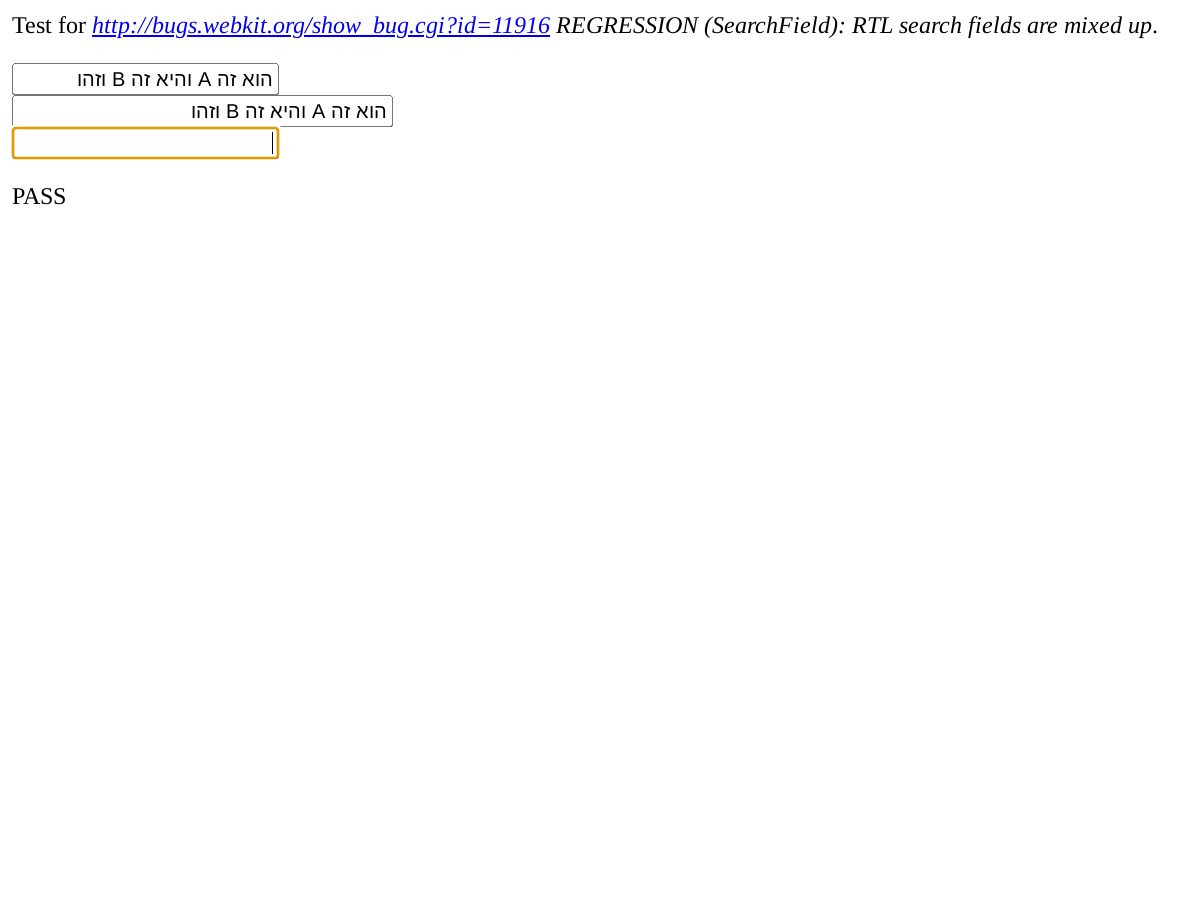 Test for http://bugs.webkit.org/show_bug.cgi?id=11916 REGRESSION (SearchField): RTL search fields are mixed up.
הוא זה A והיא זה B וזהו
הוא זה A והיא זה B וזהו
PASS